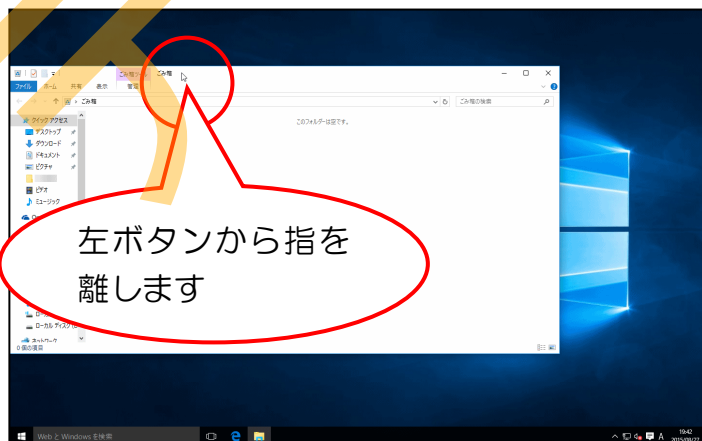 ごみ箱
ファイル ホーム 共有 表示 管理
ごみ箱
ごみ箱の検索
クイック アクセス
このフォルダーは空です。
デスクトップ
ダウンロード
ドキュメント
ピクチャ
ビデオ
ミュージック
左ボタンから指を
離します
ローカル ディスク
ネットワーク
0 個の項目
Web と Windows を検索
A
19:42
2015/08/27